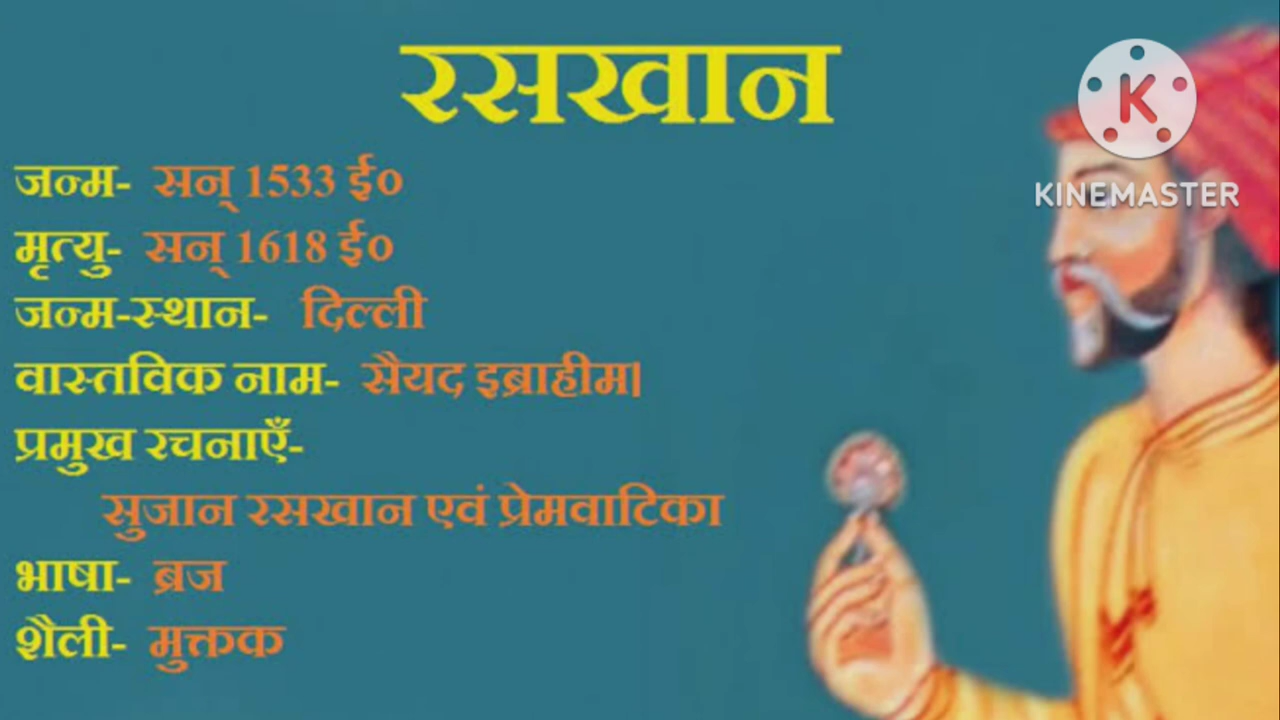 रसखान
K
KINEMASTER
जन्म- सन् 1533 ई०
मृत्यु- सन् 1618 ई०
जन्म-स्थान- दिल्ली
वास्तविक नाम- सैयद इब्राहीम।
प्रमुख रचनाएँ-
सुजान रसखान एवं प्रेमवाटिका
भाषा- ब्रज
शैली- मुक्तक